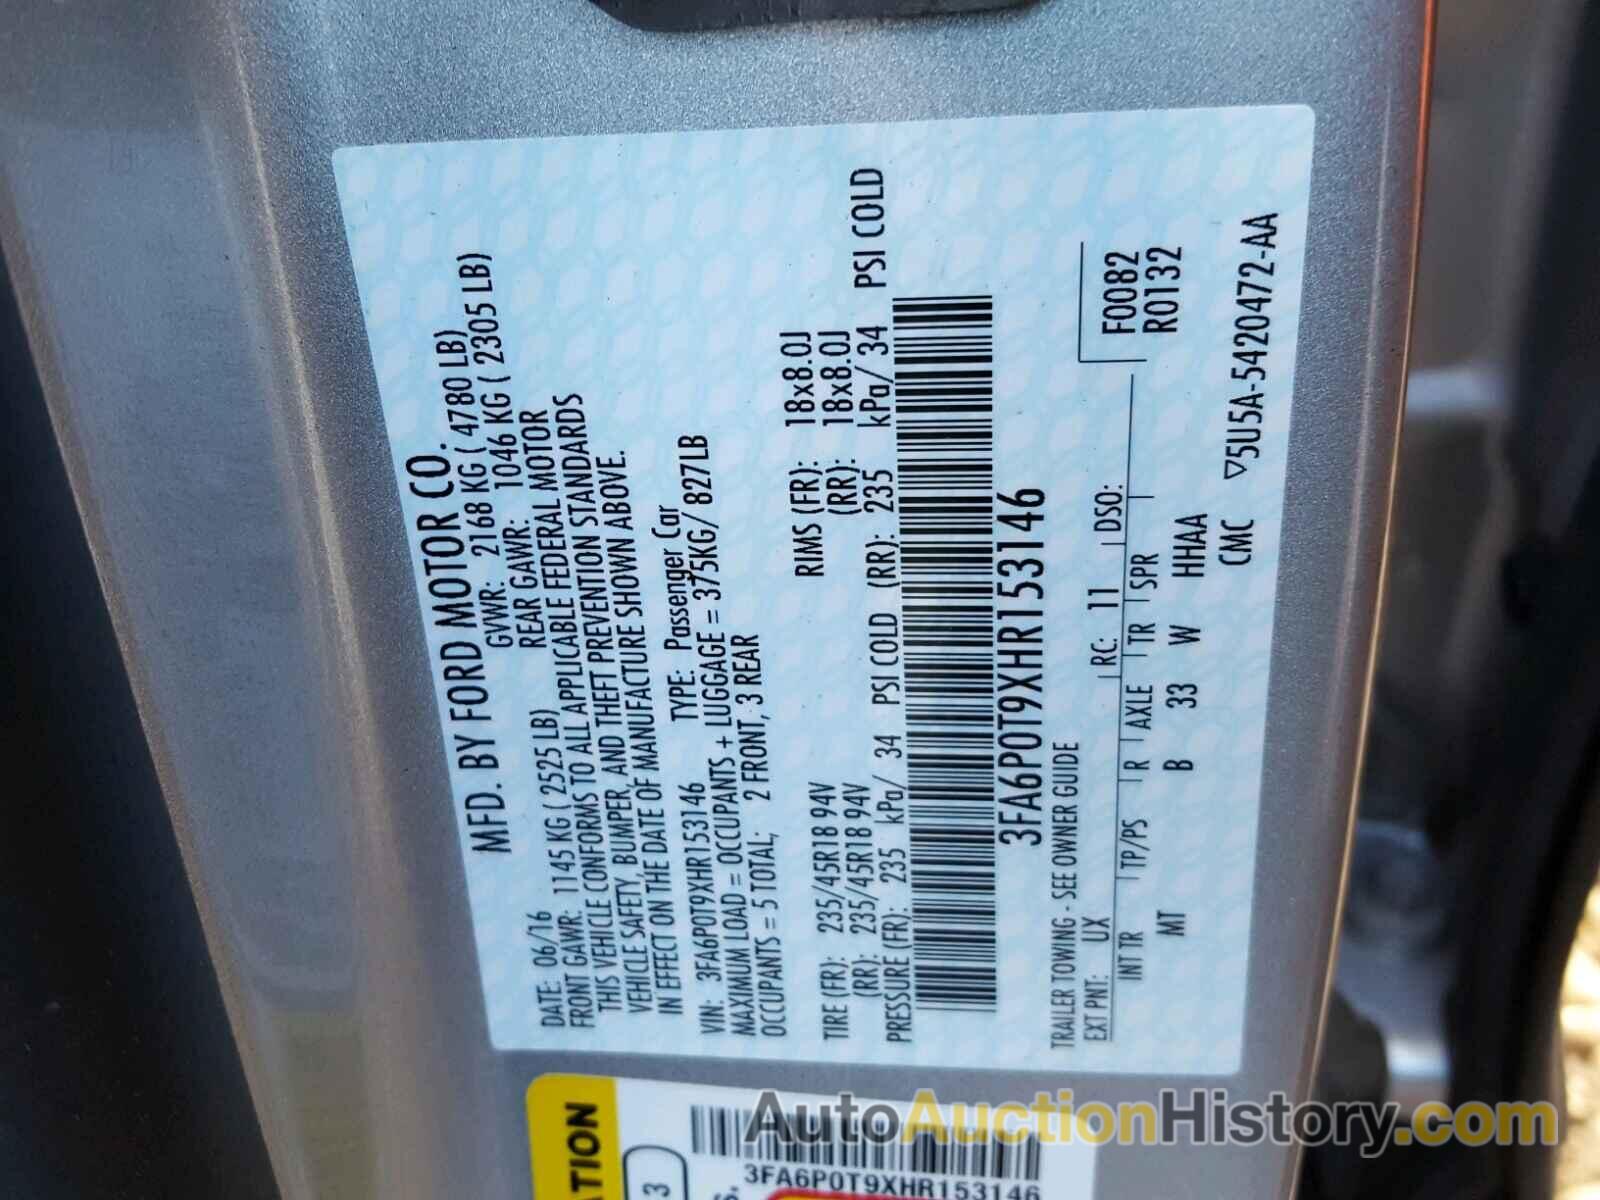 MFD. BY FORD MOTOR CO.
DATE: 06/16 GVWR: 2168 KG ( 4780 LB)
FRONT GAWR: 1145 KG ( 2525 LB) REAR GAWR: 1046 KG ( 2305 LB)
THIS VEHICLE CONFORMS TO ALL APPLICABLE FEDERAL MOTOR
VEHICLE SAFETY, BUMPER, AND THEFT PREVENTION STANDARDS
IN EFFECT ON THE DATE OF MANUFACTURE SHOWN ABOVE.
VIN: 3FA6P0T9XHR153146 TYPE: Passenger Car
MAXIMUM LOAD = OCCUPANTS + LUGGAGE = 375KG/ 827LB
OCCUPANTS = 5 TOTAL; 2 FRONT, 3 REAR
TIRE (FR): 235/45R18 94V RIMS (FR): 18x8.0J
(RR): 235/45R18 94V (RR): 18x8.0J
PRESSURE (FR): 235 kPa/ 34 PSI COLD (RR): 235 kPa/ 34 PSI COLD
3FA6P0T9XHR153146
TRAILER TOWING - SEE OWNER GUIDE F0082
EXT PNT: UX RC: 11 DSO: R0132
INT TR TP/PS R AXLE TR SPR
MT B 33 W HHAA
CMC ▽5U5A-5420472-AA
ATION
3
3FA6P0T9XHR153146
AutoAuctionHistory.com